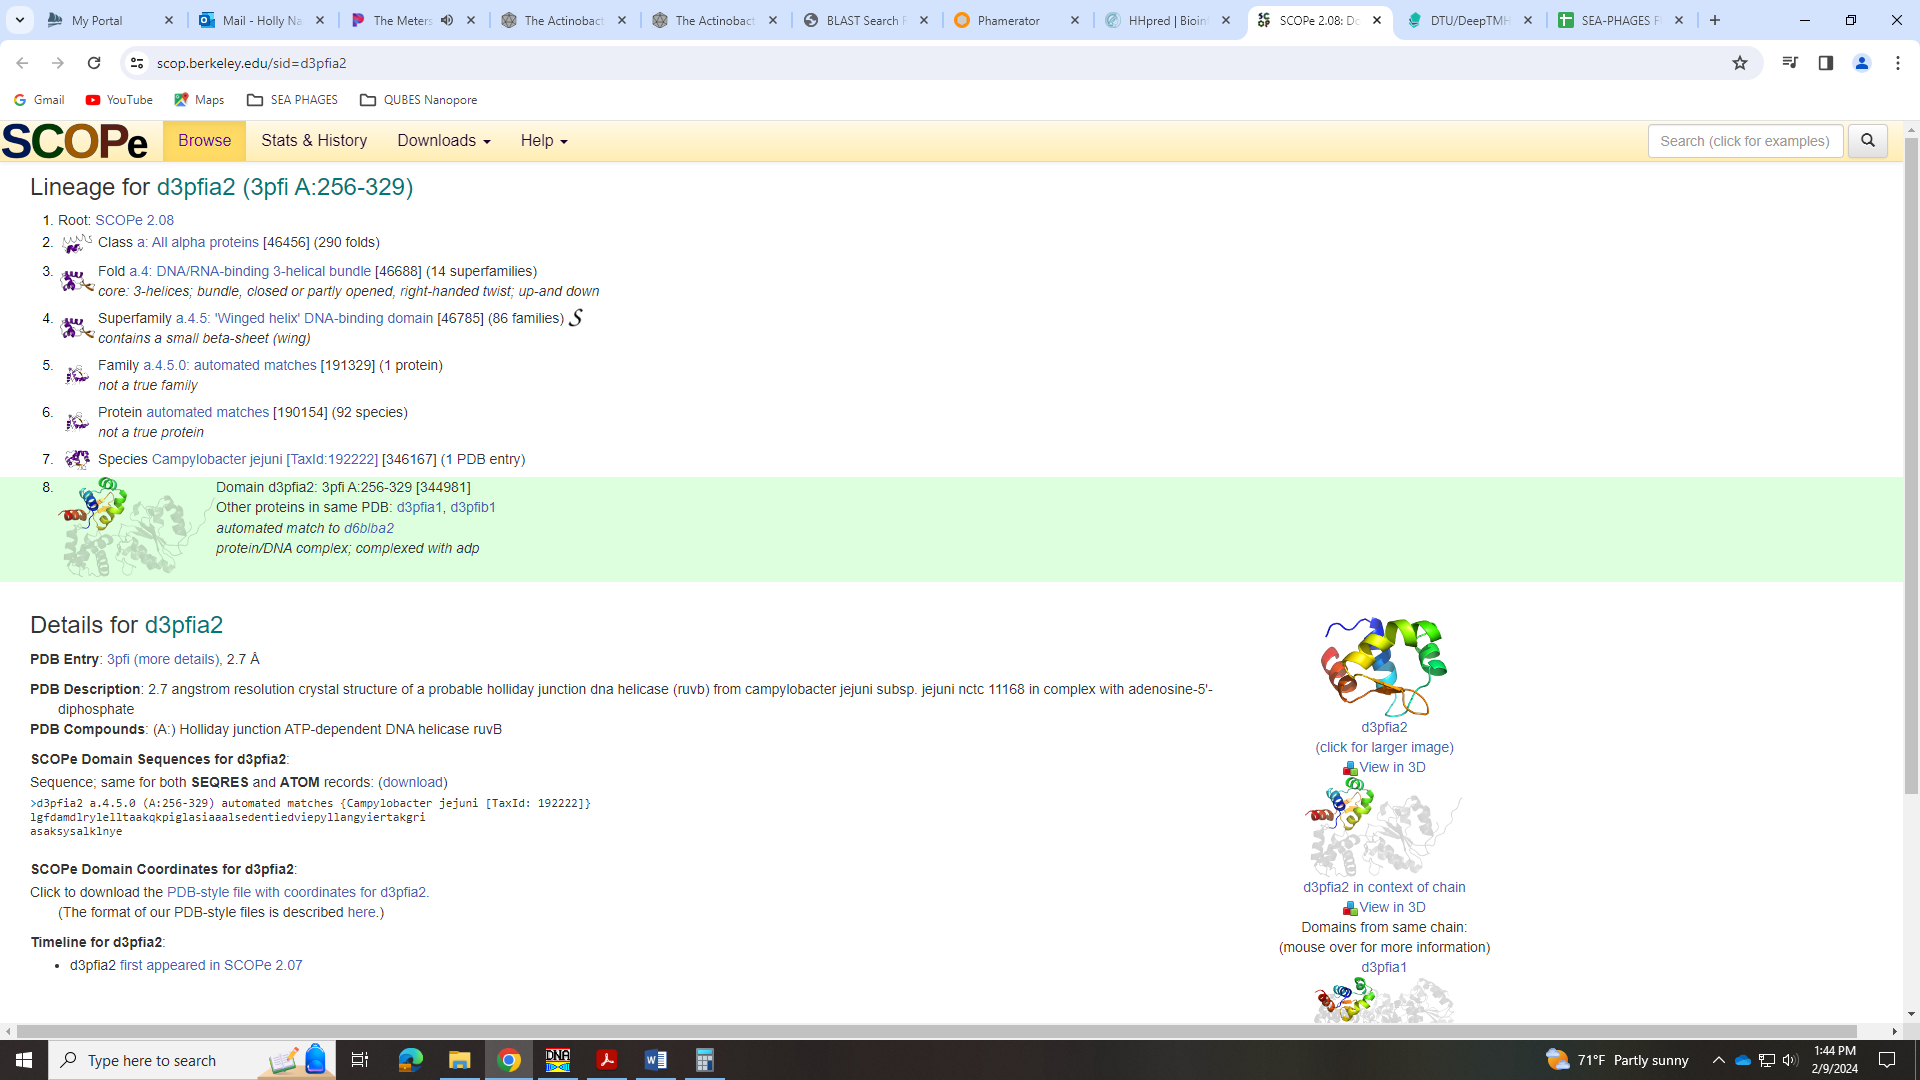 My Portal
Mail - Holly Na
The Meters
The Actinobact
The Actinobact
BLAST Search R
Phamerator
HHpred | Bioinf
SCOPe 2.08: Do
DTU/DeepTMH
SEA-PHAGES F
scop.berkeley.edu/sid=d3pfia2
Gmail
YouTube
Maps
SEA PHAGES
QUBES Nanopore
SCOPe
Browse
Stats & History
Downloads
Help
Search (click for examples)
Lineage for d3pfia2 (3pfi A:256-329)
1. Root: SCOPe 2.08
2. Class a: All alpha proteins [46456] (290 folds)
3. Fold a.4: DNA/RNA-binding 3-helical bundle [46688] (14 superfamilies)
core: 3-helices; bundle, closed or partly opened, right-handed twist; up-and down
4. Superfamily a.4.5: 'Winged helix' DNA-binding domain [46785] (86 families) S
contains a small beta-sheet (wing)
5. Family a.4.5.0: automated matches [191329] (1 protein)
not a true family
6. Protein automated matches [190154] (92 species)
not a true protein
7. Species Campylobacter jejuni [TaxId:192222] [346167] (1 PDB entry)
8. Domain d3pfia2: 3pfi A:256-329 [344981]
Other proteins in same PDB: d3pfia1, d3pfib1
automated match to d6blba2
protein/DNA complex; complexed with adp
Details for d3pfia2
PDB Entry: 3pfi (more details), 2.7 Å
PDB Description: 2.7 angstrom resolution crystal structure of a probable holliday junction dna helicase (ruvb) from campylobacter jejuni subsp. jejuni nctc 11168 in complex with adenosine-5'-
diphosphate
PDB Compounds: (A:) Holliday junction ATP-dependent DNA helicase ruvB
SCOPe Domain Sequences for d3pfia2:
Sequence; same for both SEQRES and ATOM records: (download)
>d3pfia2 a.4.5.0 (A:256-329) automated matches {Campylobacter jejuni [TaxId: 192222]}
lgfdamdlrylelltaakqkpiglasiaaalsedentiedviepyllangyiertakgri
asaksysalklnye
SCOPe Domain Coordinates for d3pfia2:
Click to download the PDB-style file with coordinates for d3pfia2.
(The format of our PDB-style files is described here.)
Timeline for d3pfia2:
• d3pfia2 first appeared in SCOPe 2.07
d3pfia2
(click for larger image)
View in 3D
d3pfia2 in context of chain
View in 3D
Domains from same chain:
(mouse over for more information)
d3pfia1
Type here to search
DNA
71°F Partly sunny
1:44 PM
2/9/2024